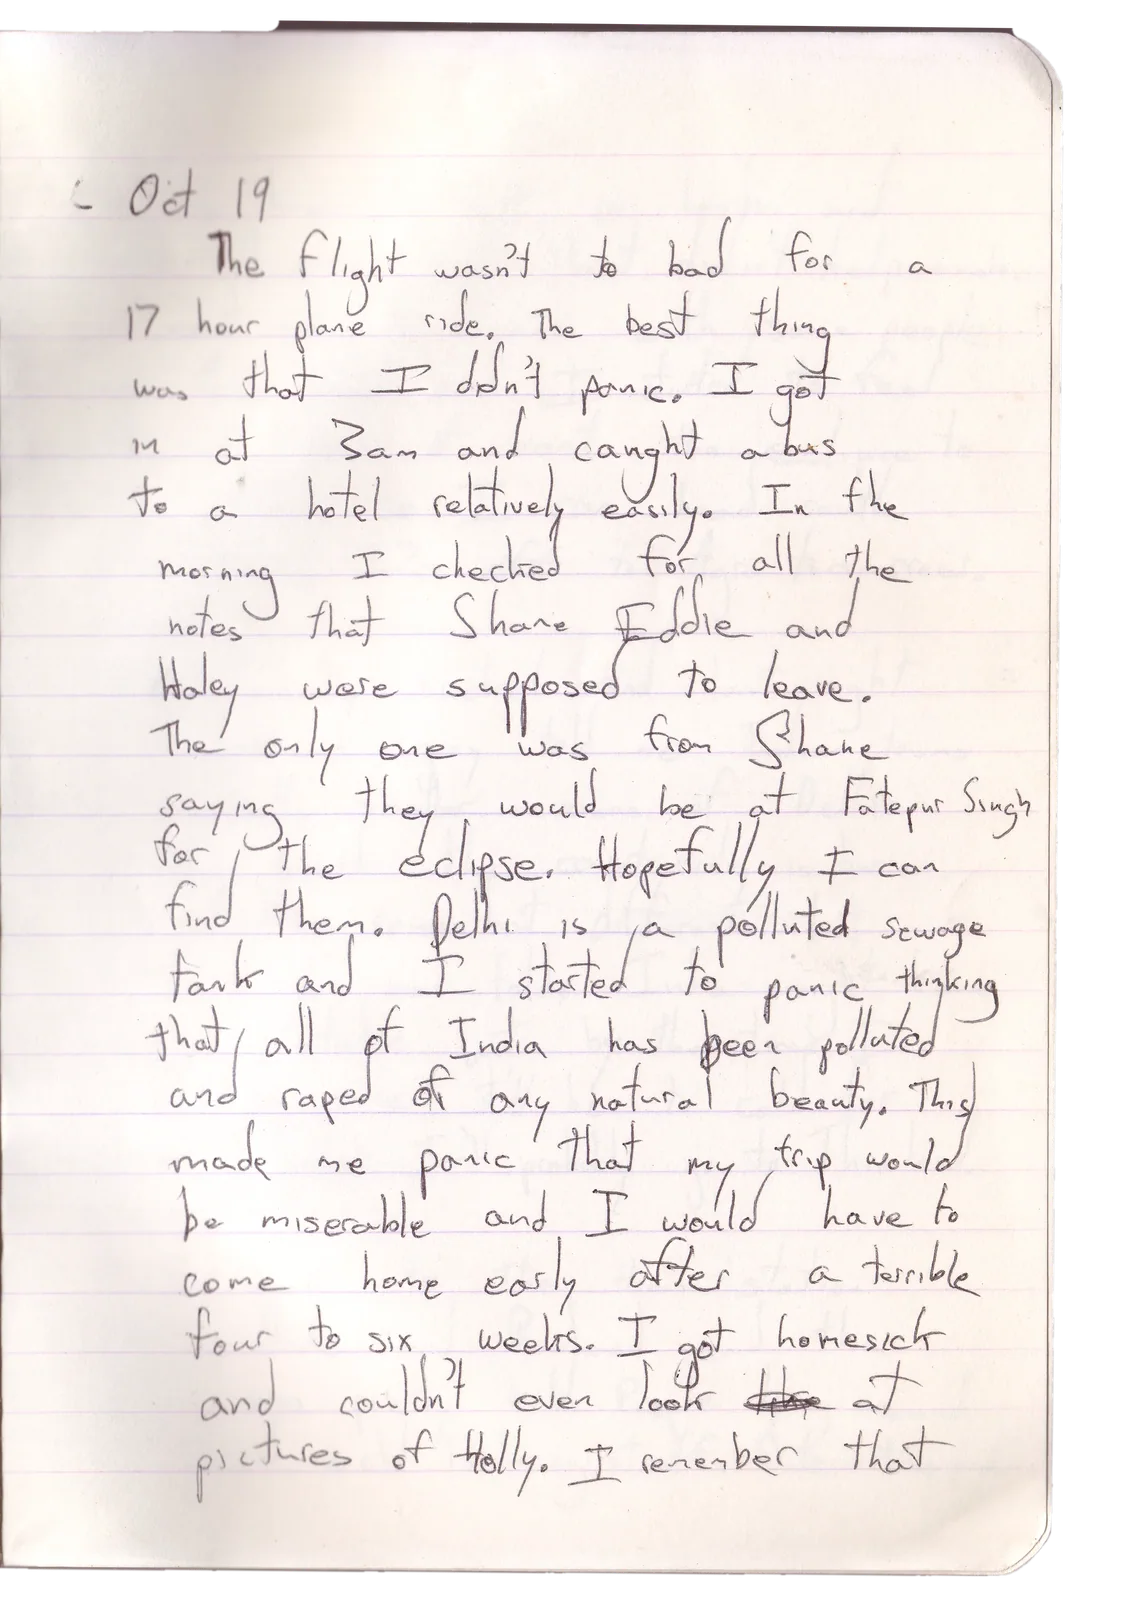 Oct 19
The flight wasn't to bad for a
17 hour plane ride. The best thing
was that I didn't panic. I got
in at 3am and caught a bus
to a hotel relatively easily. In the
morning I checked for all the
notes that Shane Eddie and
Haley were supposed to leave.
The only one was from Shane
saying they would be at Fatepur Singh
for the eclipse. Hopefully I can
find them. Delhi is a polluted sewage
tank and I started to panic thinking
that all of India has been polluted
and raped of any natural beauty. This
made me panic that my trip would
be miserable and I would have to
come home early after a terrible
four to six weeks. I got homesick
and couldn't even look at
pictures of Holly. I remember that